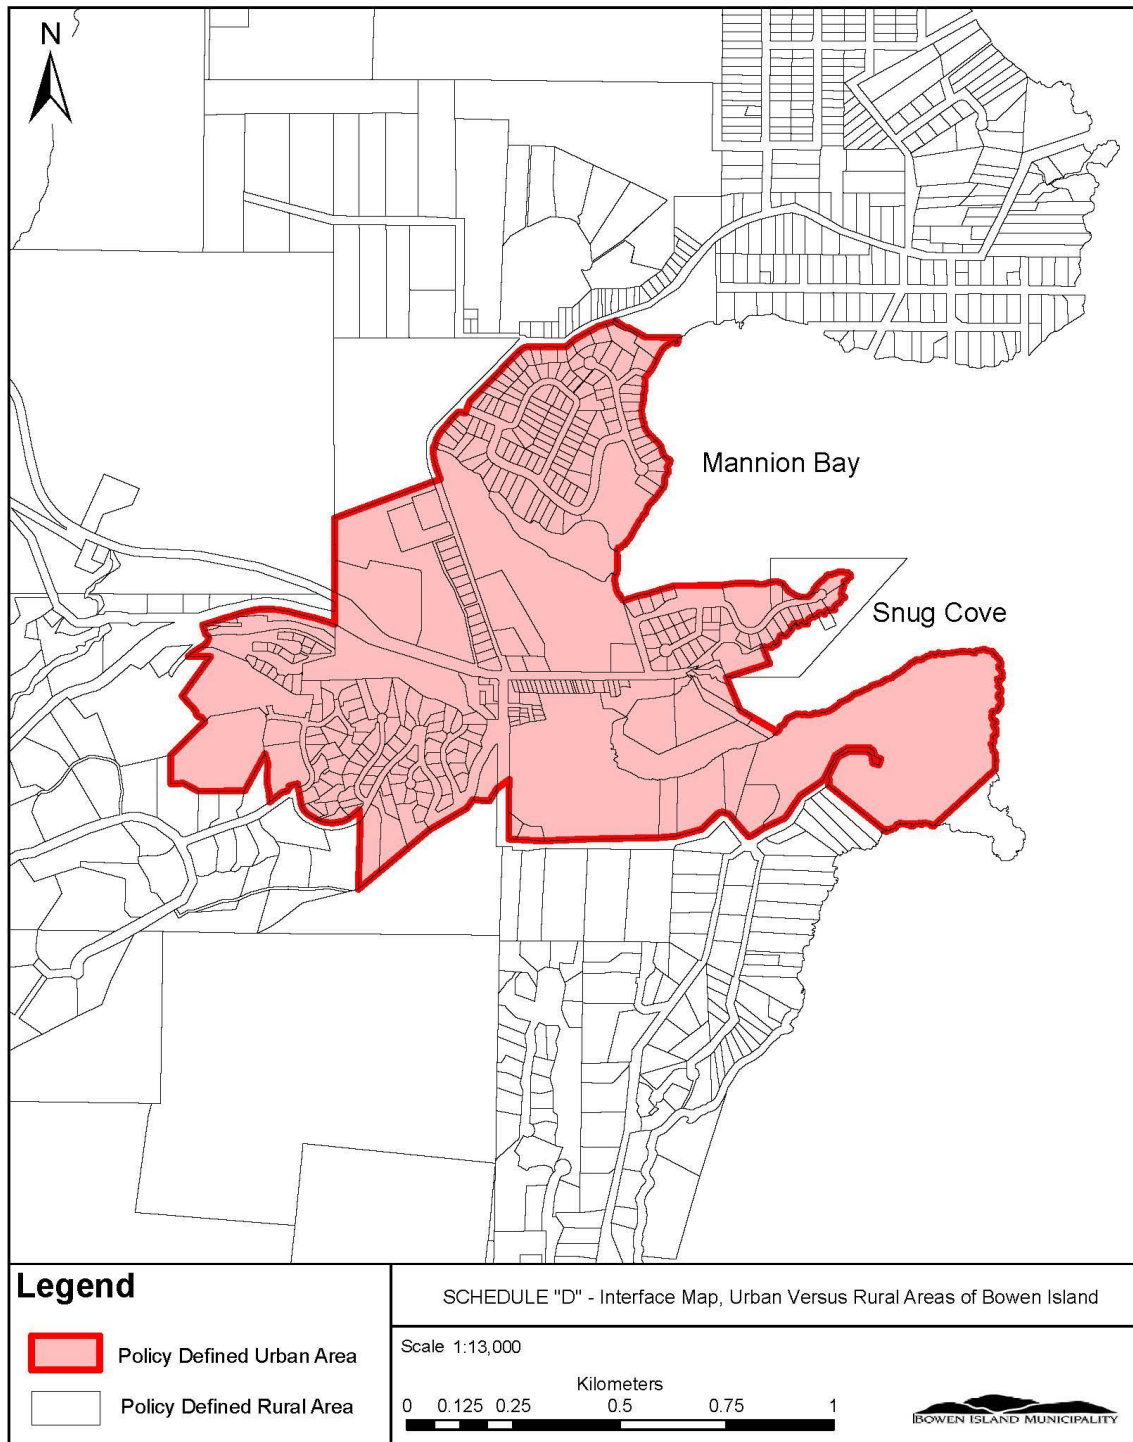 N
Mannion Bay
Snug Cove
Legend
Policy Defined Urban Area
Policy Defined Rural Area
SCHEDULE "D" - Interface Map, Urban Versus Rural Areas of Bowen Island
Scale 1:13,000
Kilometers
0 0.125 0.25 0.5 0.75 1
BOWEN ISLAND MUNICIPALITY